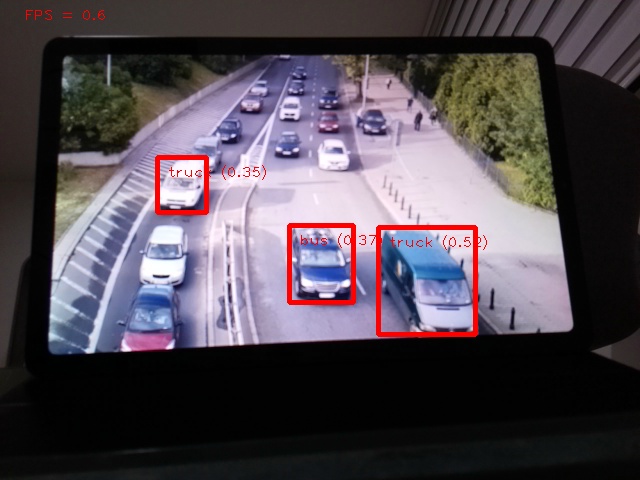 FPS = 0.6
truck (0.35)
bus (0.37)
truck (0.52)